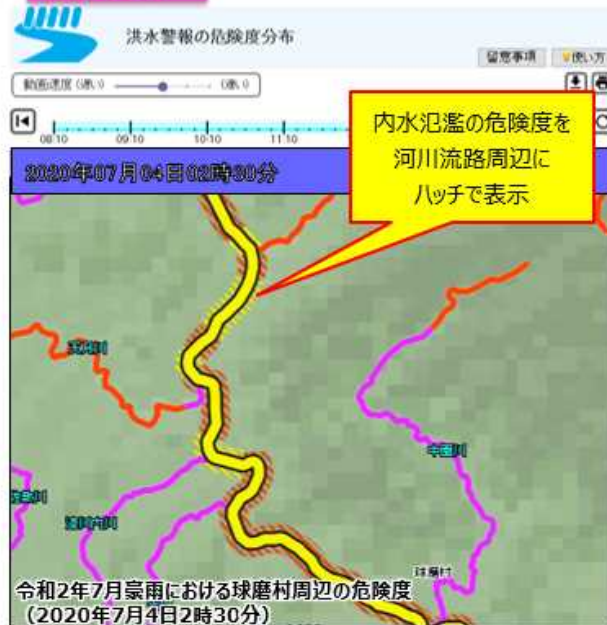 洪水警報の危険度分布
留意事項
使い方
動画速度 (遅い)
(速い)
08:10
09:10
10:10
11:10
内水氾濫の危険度を
河川流路周辺に
ハッチで表示
2020年07月04日02時30分
中園川
球磨村
令和2年7月豪雨における球磨村周辺の危険度
(2020年7月4日2時30分)